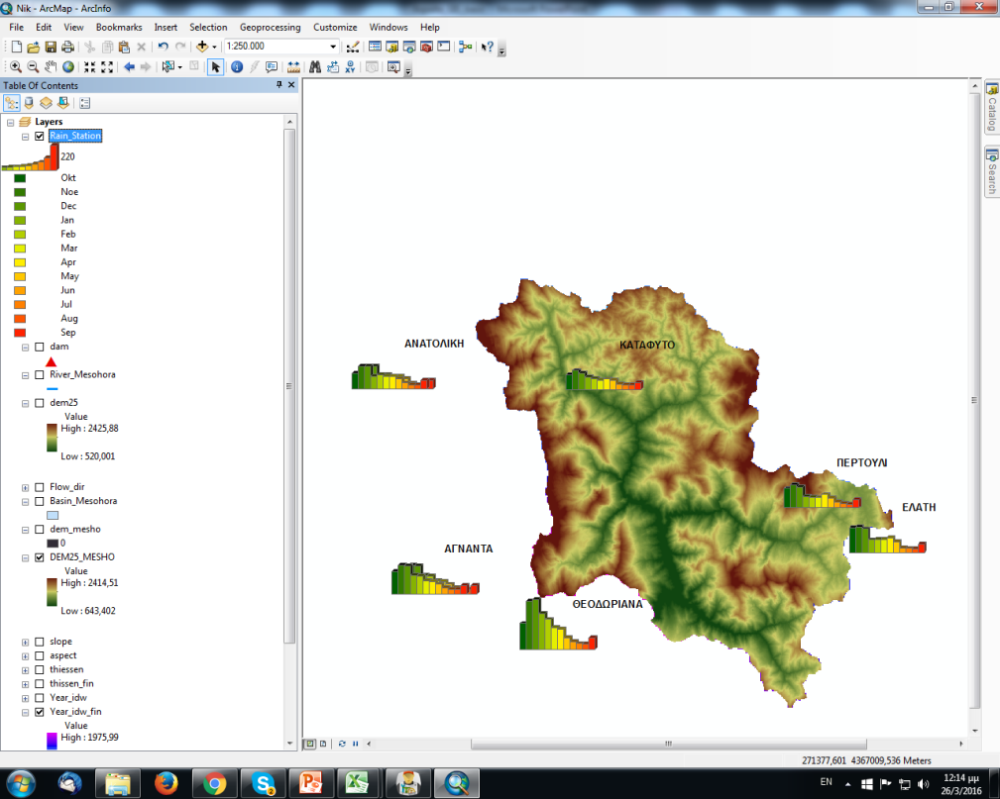 Nik - ArcMap - ArcInfo
File Edit View Bookmarks Insert Selection Geoprocessing Customize Windows Help
1:250.000
Table Of Contents
Layers
Rain_Station
220
Okt
Noe
Dec
Jan
Feb
Mar
Apr
May
Jun
Jul
Aug
Sep
dam
River_Mesohora
dem25
Value
High : 2425,88
Low : 520,001
Flow_dir
Basin_Mesohora
dem_mesho
0
DEM25_MESHO
Value
High : 2414,51
Low : 643,402
slope
aspect
thiessen
thissen_fin
Year_idw
Year_idw_fin
Value
High : 1975,99
ΑΝΑΤΟΛΙΚΗ
ΚΑΤΑΦΥΤΟ
ΠΕΡΤΟΥΛΙ
ΕΛΑΤΗ
ΑΓΝΑΝΤΑ
ΘΕΟΔΩΡΙΑΝΑ
Catalog
Search
271377,601 4367009,536 Meters
EN
12:14 μμ
26/3/2016